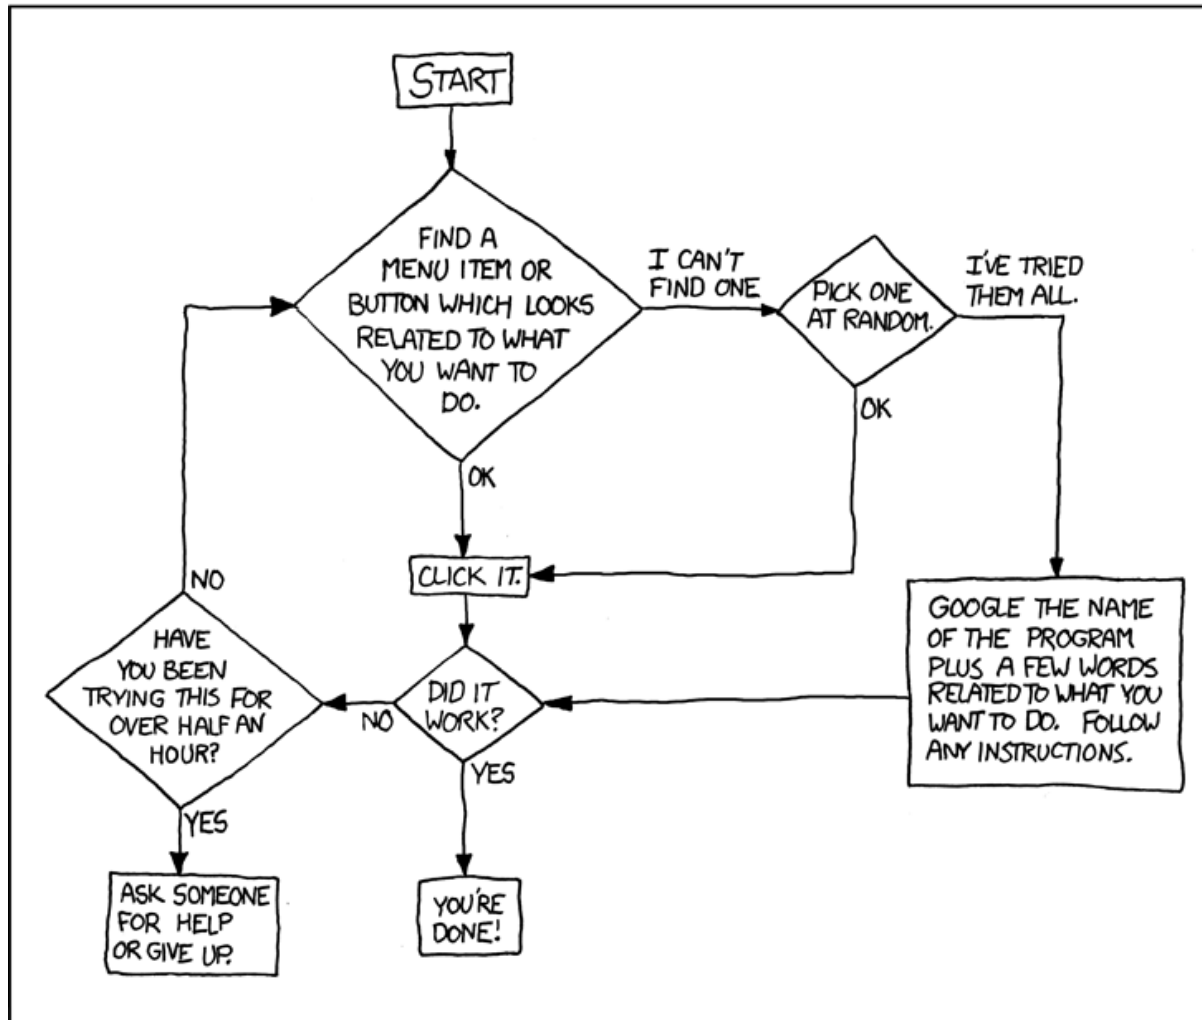 START
FIND A
MENU ITEM OR
BUTTON WHICH LOOKS
RELATED TO WHAT
YOU WANT TO
DO.
I CAN'T
FIND ONE
PICK ONE
AT RANDOM.
I'VE TRIED
THEM ALL.
OK
OK
CLICK IT.
NO
HAVE
YOU BEEN
TRYING THIS FOR
OVER HALF AN
HOUR?
NO
DID IT
WORK?
GOOGLE THE NAME
OF THE PROGRAM
PLUS A FEW WORDS
RELATED TO WHAT YOU
WANT TO DO. FOLLOW
ANY INSTRUCTIONS.
YES
YES
ASK SOMEONE
FOR HELP
OR GIVE UP.
YOU'RE
DONE!